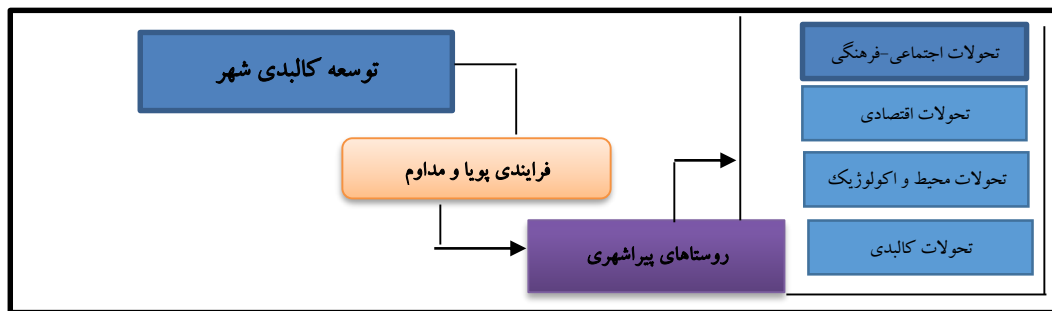 توسعه کالبدی شهر
فرایندی پویا و مداوم
روستاهای پیراشهری
تحولات اجتماعی-فرهنگی
تحولات اقتصادی
تحولات محیط و اکولوژیک
تحولات کالبدی